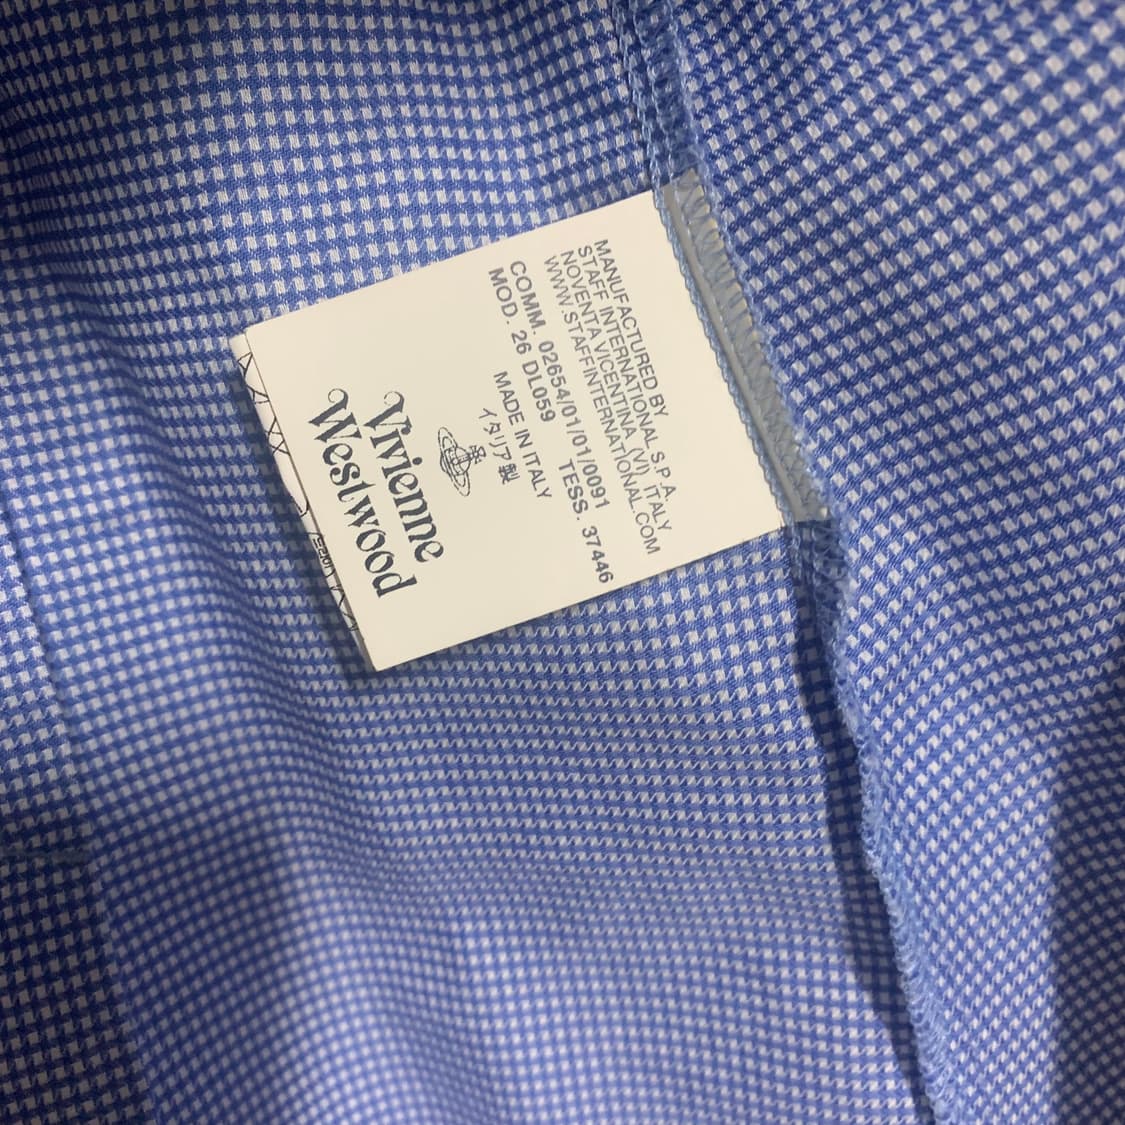 MANUFACTURED BY
STAFF INTERNATIONAL S.P.A.
NOVENTA VICENTINA (VI) ITALY
WWW.STAFFINTERNATIONAL.COM
COMM. 02654/01/01/0091 TESS. 37446
MOD. 26 DL059
MADE IN ITALY
イタリア製
Vivienne
Westwood